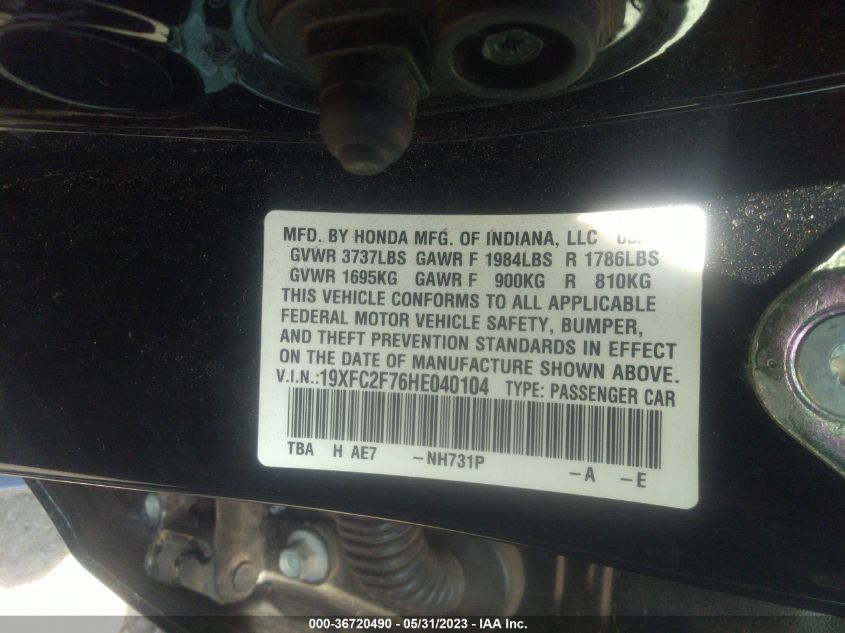 MFD. BY HONDA MFG. OF INDIANA, LLC
GVWR 3737LBS GAWR F 1984LBS R 1786LBS
GVWR 1695KG GAWR F 900KG R 810KG
THIS VEHICLE CONFORMS TO ALL APPLICABLE
FEDERAL MOTOR VEHICLE SAFETY, BUMPER,
AND THEFT PREVENTION STANDARDS IN EFFECT
ON THE DATE OF MANUFACTURE SHOWN ABOVE.
V.I.N.:19XFC2F76HE040104 TYPE: PASSENGER CAR
TBA H AE7 -NH731P -A -E
000-36720490 - 05/31/2023 - IAA Inc.